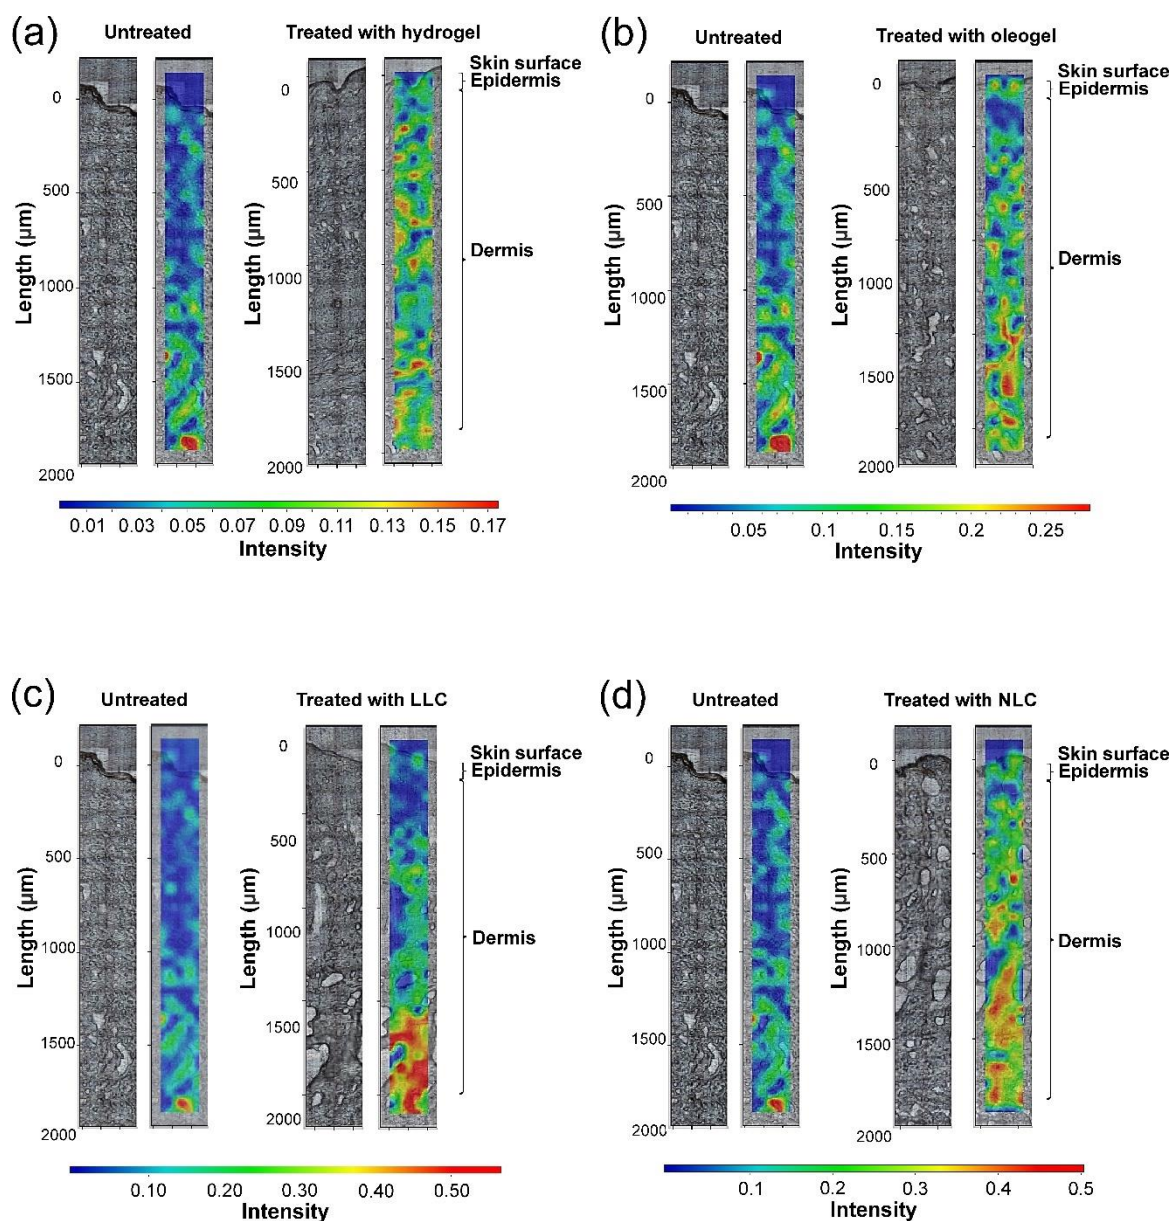 (a)
Untreated
Treated with hydrogel
Skin surface
Epidermis
Dermis
Length (µm)
0
500
1000
1500
2000
Length (µm)
0
500
1000
1500
2000
0.01 0.03 0.05 0.07 0.09 0.11 0.13 0.15 0.17
Intensity
(b)
Untreated
Treated with oleogel
Skin surface
Epidermis
Dermis
Length (µm)
0
500
1000
1500
2000
Length (µm)
0
500
1000
1500
2000
0.05 0.1 0.15 0.2 0.25
Intensity
(c)
Untreated
Treated with LLC
Skin surface
Epidermis
Dermis
Length (µm)
0
500
1000
1500
2000
Length (µm)
0
500
1000
1500
2000
0.10 0.20 0.30 0.40 0.50
Intensity
(d)
Untreated
Treated with NLC
Skin surface
Epidermis
Dermis
Length (µm)
0
500
1000
1500
2000
Length (µm)
0
500
1000
1500
2000
0.1 0.2 0.3 0.4 0.5
Intensity